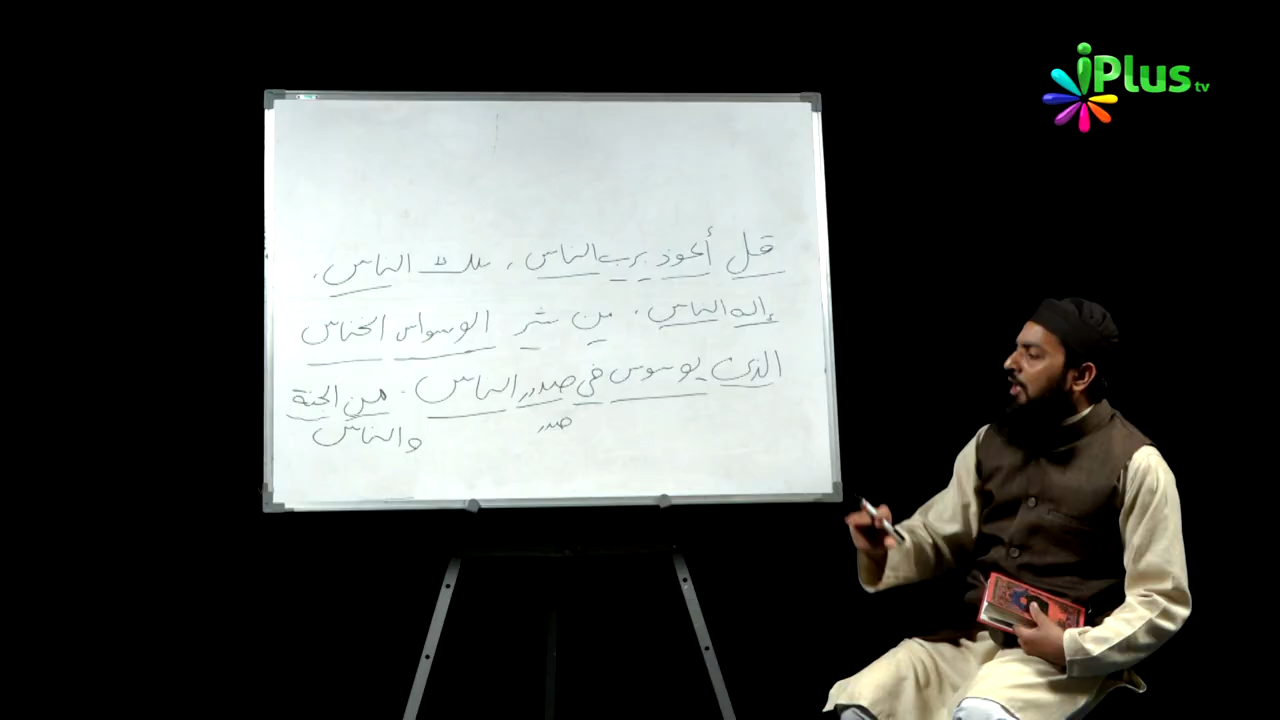 iPlus tv
قل أعوذ برب الناس، ملك الناس،
إله الناس، من شر الوسواس الخناس
الذى يوسوس في صدور الناس. من الجنة
والناس
صدر